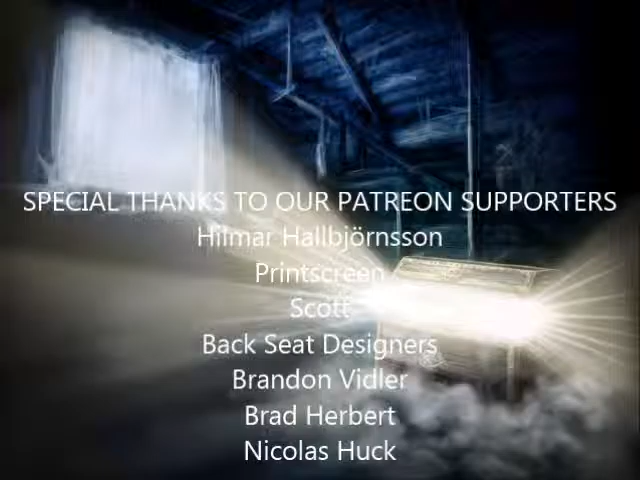 SPECIAL THANKS TO OUR PATREON SUPPORTERS
Hilmar Hallbjörnsson
Printscreen
Scott
Back Seat Designers
Brandon Vidler
Brad Herbert
Nicolas Huck